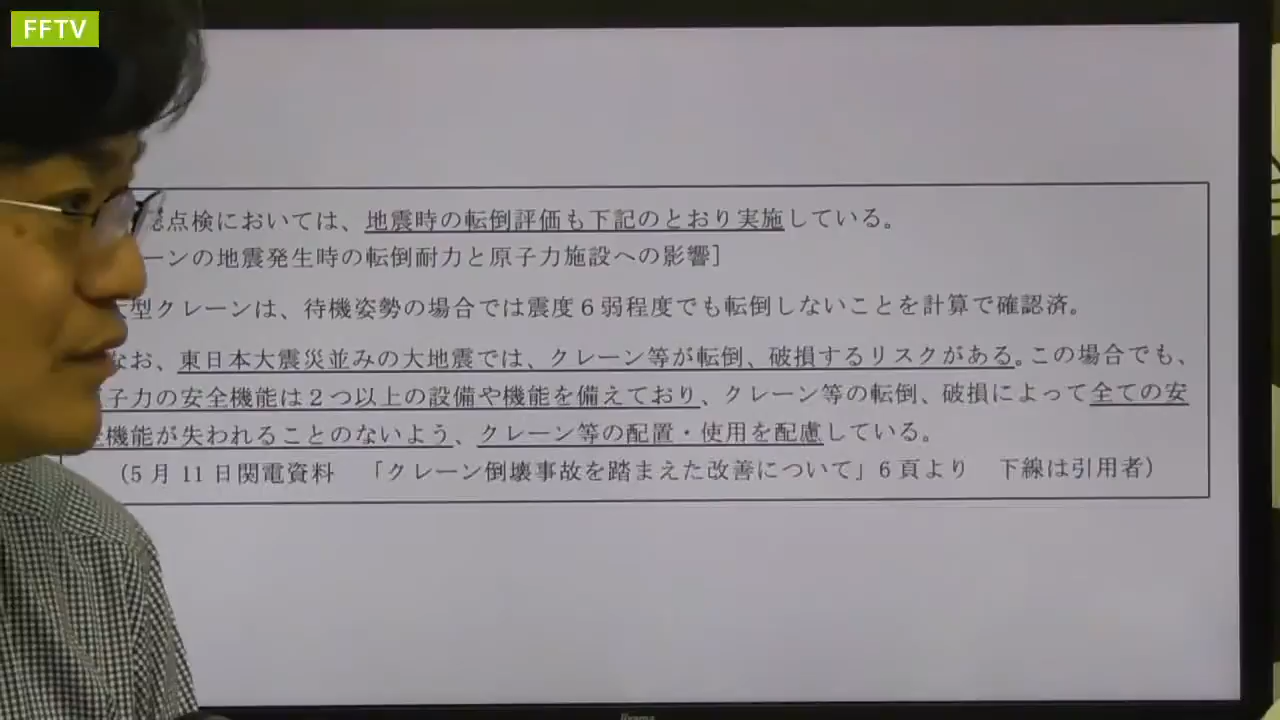 FFTV
点検においては、地震時の転倒評価も下記のとおり実施している。
ーンの地震発生時の転倒耐力と原子力施設への影響］
型クレーンは、待機姿勢の場合では震度６弱程度でも転倒しないことを計算で確認済。
なお、東日本大震災並みの大地震では、クレーン等が転倒、破損するリスクがある。この場合でも、
子力の安全機能は２つ以上の設備や機能を備えており、クレーン等の転倒、破損によって全ての安
機能が失われることのないよう、クレーン等の配置・使用を配慮している。
（5 月 11 日関電資料　「クレーン倒壊事故を踏まえた改善について」６頁より　下線は引用者）
iiyama